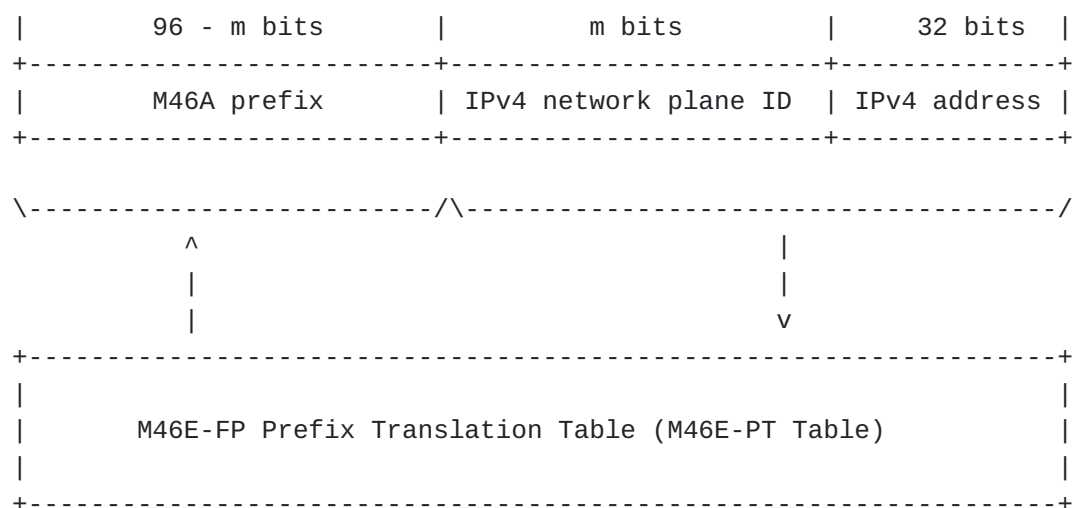 |        96 - m bits       |         m bits         |     32 bits  |
+--------------------------+------------------------+--------------+
|        M46A prefix       | IPv4 network plane ID  | IPv4 address |
+--------------------------+------------------------+--------------+
\--------------------------/\--------------------------------------/
           ^                                     |
           |                                     |
           |                                     v
+------------------------------------------------------------------+
|                                                                  |
|       M46E-FP Prefix Translation Table (M46E-PT Table)           |
|                                                                  |
+------------------------------------------------------------------+